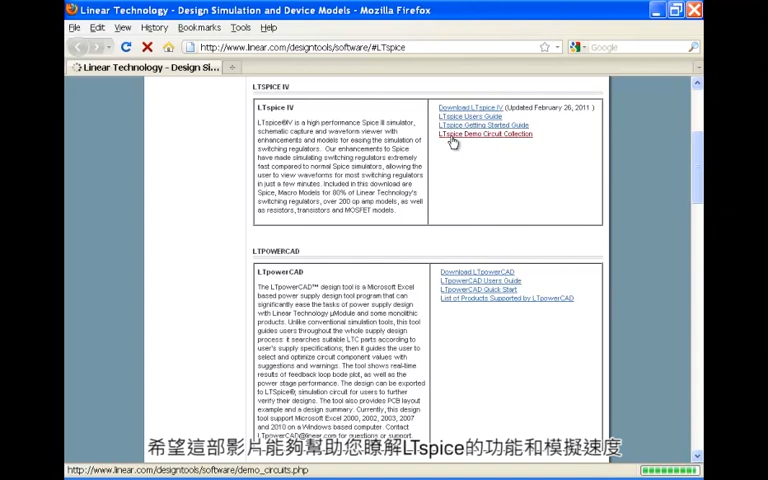 Linear Technology - Design Simulation and Device Models - Mozilla Firefox
File Edit View History Bookmarks Tools Help
http://www.linear.com/designtools/software/#LTspice
Google
Linear Technology - Design Si...
LTSPICE IV
LTspice IV
LTspice®IV is a high performance Spice III simulator,
schematic capture and waveform viewer with
enhancements and models for easing the simulation of
switching regulators. Our enhancements to Spice
have made simulating switching regulators extremely
fast compared to normal Spice simulators, allowing the
user to view waveforms for most switching regulators
in just a few minutes. Included in this download are
Spice, Macro Models for 80% of Linear Technology's
switching regulators, over 200 op amp models, as well
as resistors, transistors and MOSFET models.
Download LTspice IV (Updated February 26, 2011 )
LTspice Users Guide
LTspice Getting Started Guide
LTspice Demo Circuit Collection
LTPOWERCAD
LTpowerCAD
The LTpowerCAD™ design tool is a Microsoft Excel
based power supply design tool program that can
significantly ease the tasks of power supply design
with Linear Technology µModule and some monolithic
products. Unlike conventional simulation tools, this tool
guides users throughout the whole supply design
process: it searches suitable LTC parts according to
user's supply specifications; then it guides the user to
select and optimize circuit component values with
suggestions and warnings. The tool shows real-time
results of feedback loop bode plot, as well as the
power stage performance. The design can be exported
to LTSpice®; simulation circuit for users to further
verify their designs. The tool also provides PCB layout
example and a design summary. Currently, this design
tool support Microsoft Excel 2000, 2002, 2003, 2007
and 2010 on a Windows based computer. Contact
LTpowerCAD@linear.com for questions or support.
Download LTpowerCAD
LTpowerCAD Users Guide
LTpowerCAD Quick Start
List of Products Supported by LTpowerCAD
希望這部影片能夠幫助您瞭解LTspice的功能和模擬速度
http://www.linear.com/designtools/software/demo_circuits.php